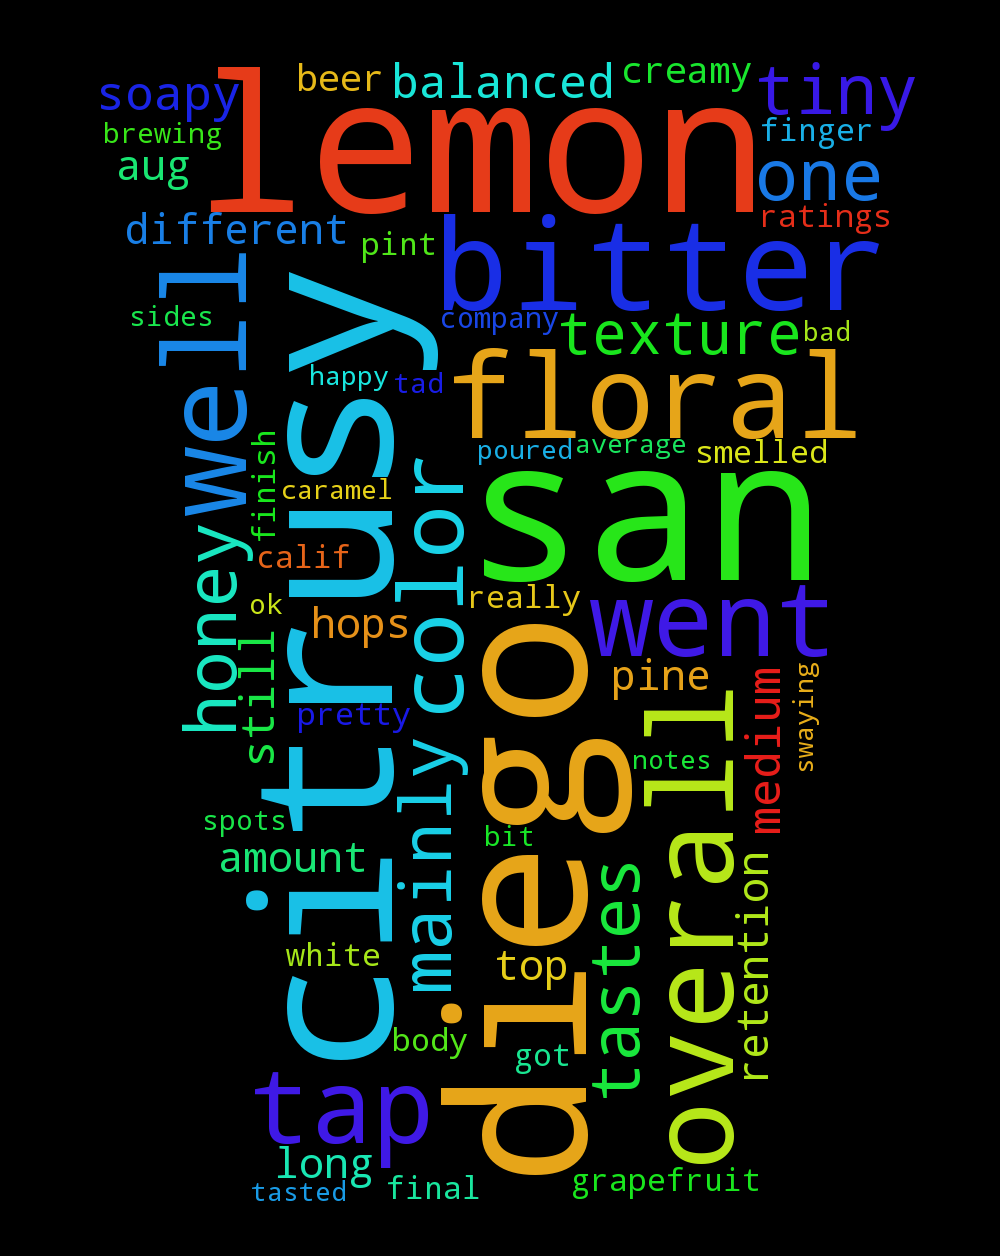 lemon
soapy
beer
balanced
creamy
tiny
brewing
finger
aug
one
ratings
different
pint
bitter
well
citrusy
sides
company
texture
bad
happy
tad
floral
poured
average
smelled
finish
caramel
color
san
honey
calif
ok
hops
really
went
still
pretty
diego
pine
overall
medium
swaying
mainly
notes
spots
bit
amount
tastes
retention
white
top
body
got
tap
long
tasted
final
grapefruit